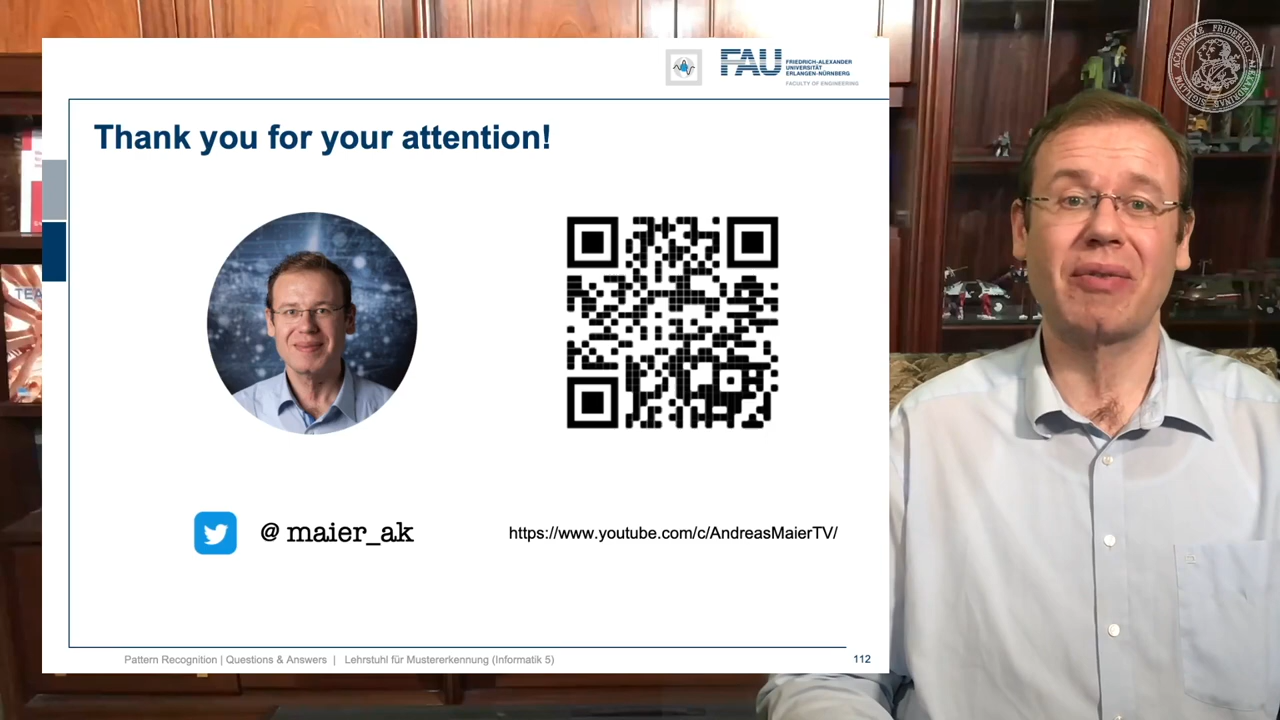 FAU
FRIEDRICH-ALEXANDER
UNIVERSITÄT
ERLANGEN-NÜRNBERG
FACULTY OF ENGINEERING
Thank you for your attention!
@ maier_ak
https://www.youtube.com/c/AndreasMaierTV/
Pattern Recognition | Questions & Answers | Lehrstuhl für Mustererkennung (Informatik 5)
112